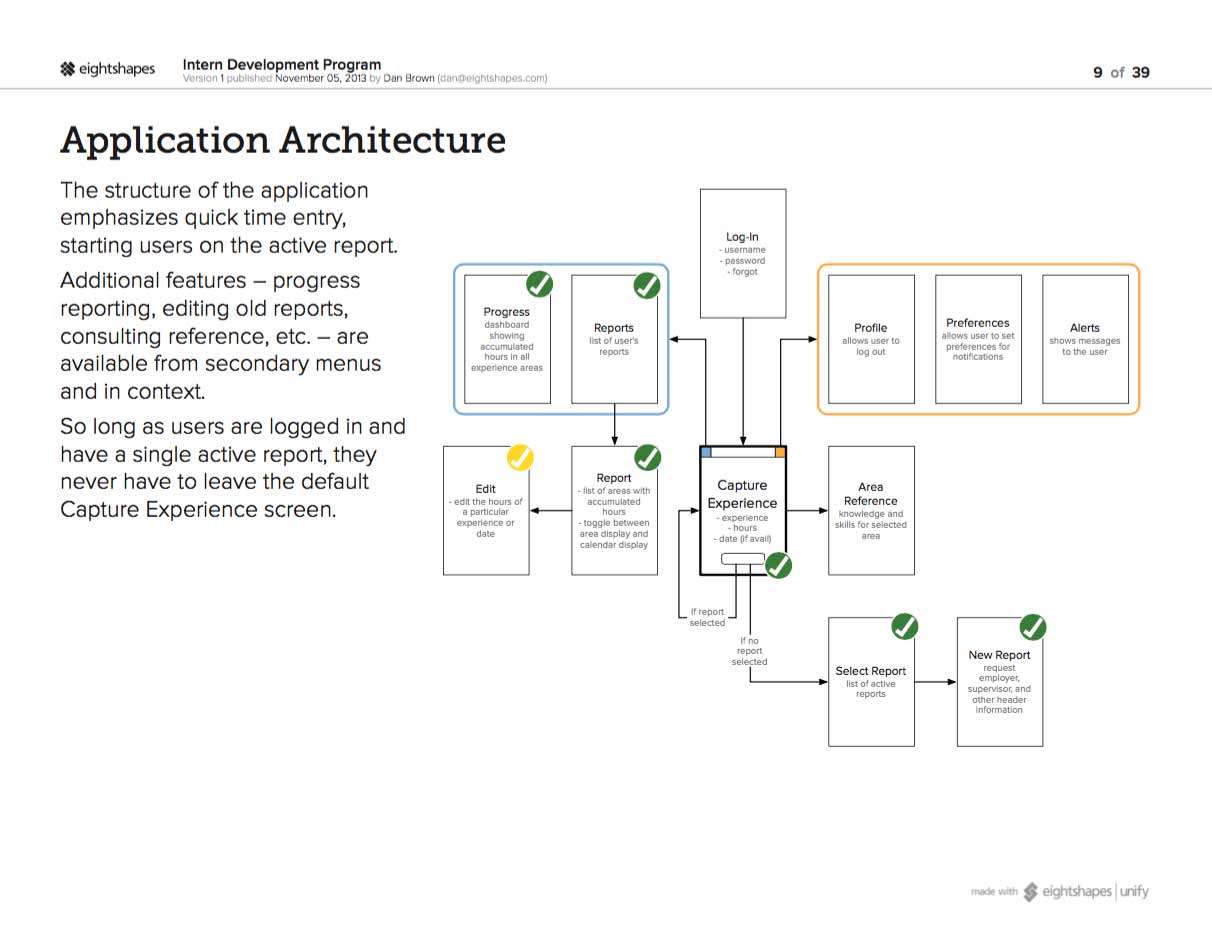 eightshapes
Intern Development Program
Version 1 published November 05, 2013 by Dan Brown (dan@eightshapes.com)
9 of 39
Application Architecture
The structure of the application
emphasizes quick time entry,
starting users on the active report.
Additional features – progress
reporting, editing old reports,
consulting reference, etc. – are
available from secondary menus
and in context.
So long as users are logged in and
have a single active report, they
never have to leave the default
Capture Experience screen.
Log-In
- username
- password
- forgot
Progress
dashboard
showing
accumulated
hours in all
experience areas
Reports
list of user's
reports
Profile
allows user to
log out
Preferences
allows user to set
preferences for
notifications
Alerts
shows messages
to the user
Edit
- edit the hours of
a particular
experience or
date
Report
- list of areas with
accumulated
hours
- toggle between
area display and
calendar display
Capture
Experience
- experience
- hours
- date (if avail)
Area
Reference
knowledge and
skills for selected
area
If report
selected
If no
report
selected
Select Report
list of active
reports
New Report
request
employer,
supervisor, and
other header
information
made with eightshapes | unify